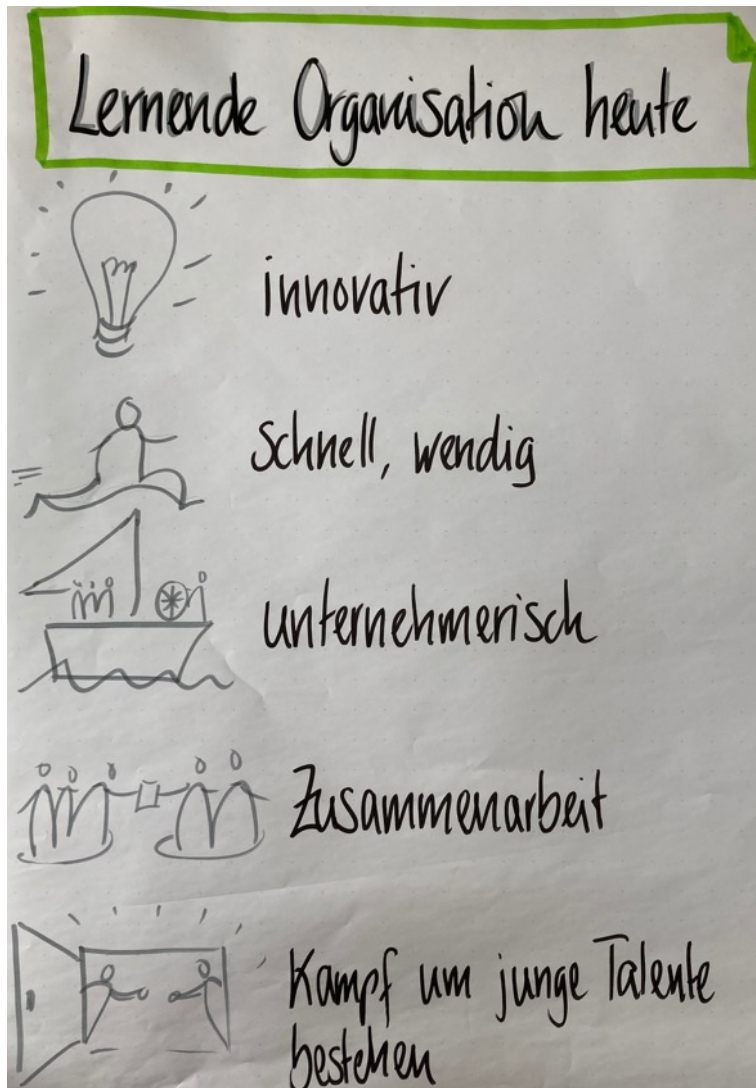 Lernende Organisation heute
innovativ
schnell, wendig
unternehmerisch
Zusammenarbeit
Kampf um junge Talente
bestehen